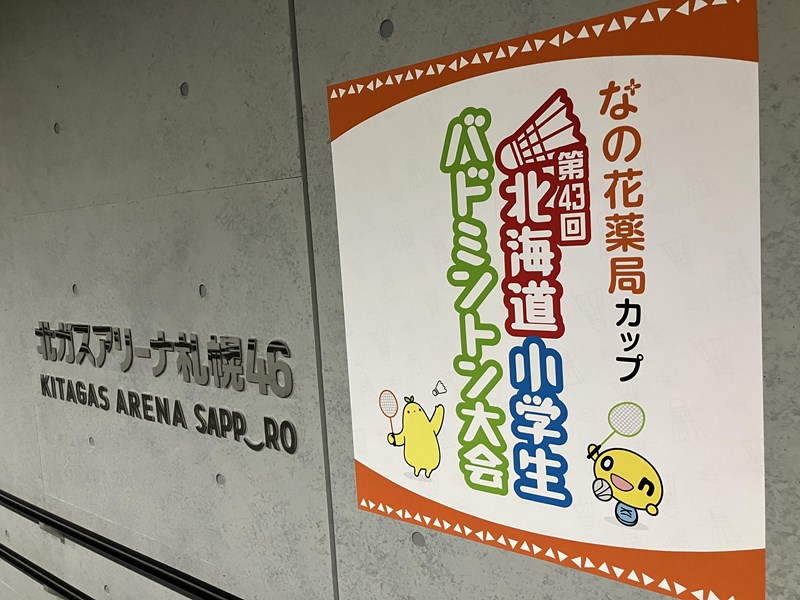 なの花薬局カップ
第43回
北海道小学生
バドミントン大会
北ガスアリーナ札幌46
KITAGAS ARENA SAPPORO